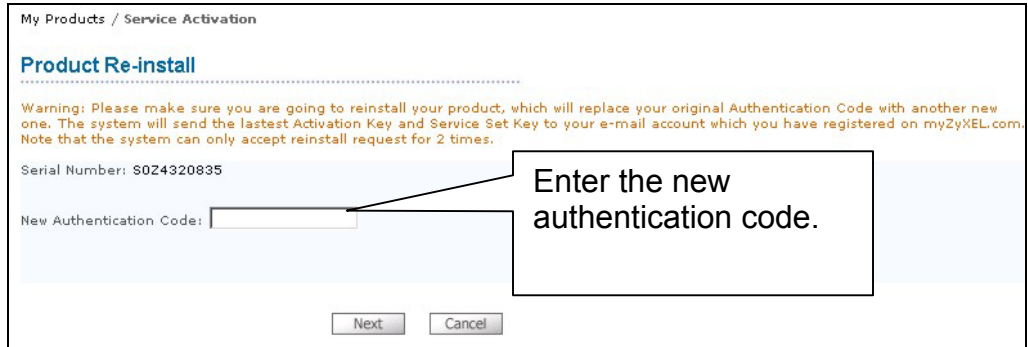 My Products / Service Activation
Product Re-install
Warning: Please make sure you are going to reinstall your product, which will replace your original Authentication Code with another new
one. The system will send the lastest Activation Key and Service Set Key to your e-mail account which you have registered on myZyXEL.com.
Note that the system can only accept reinstall request for 2 times.
Serial Number: S0Z4320835
New Authentication Code:
Enter the new
authentication code.
Next Cancel